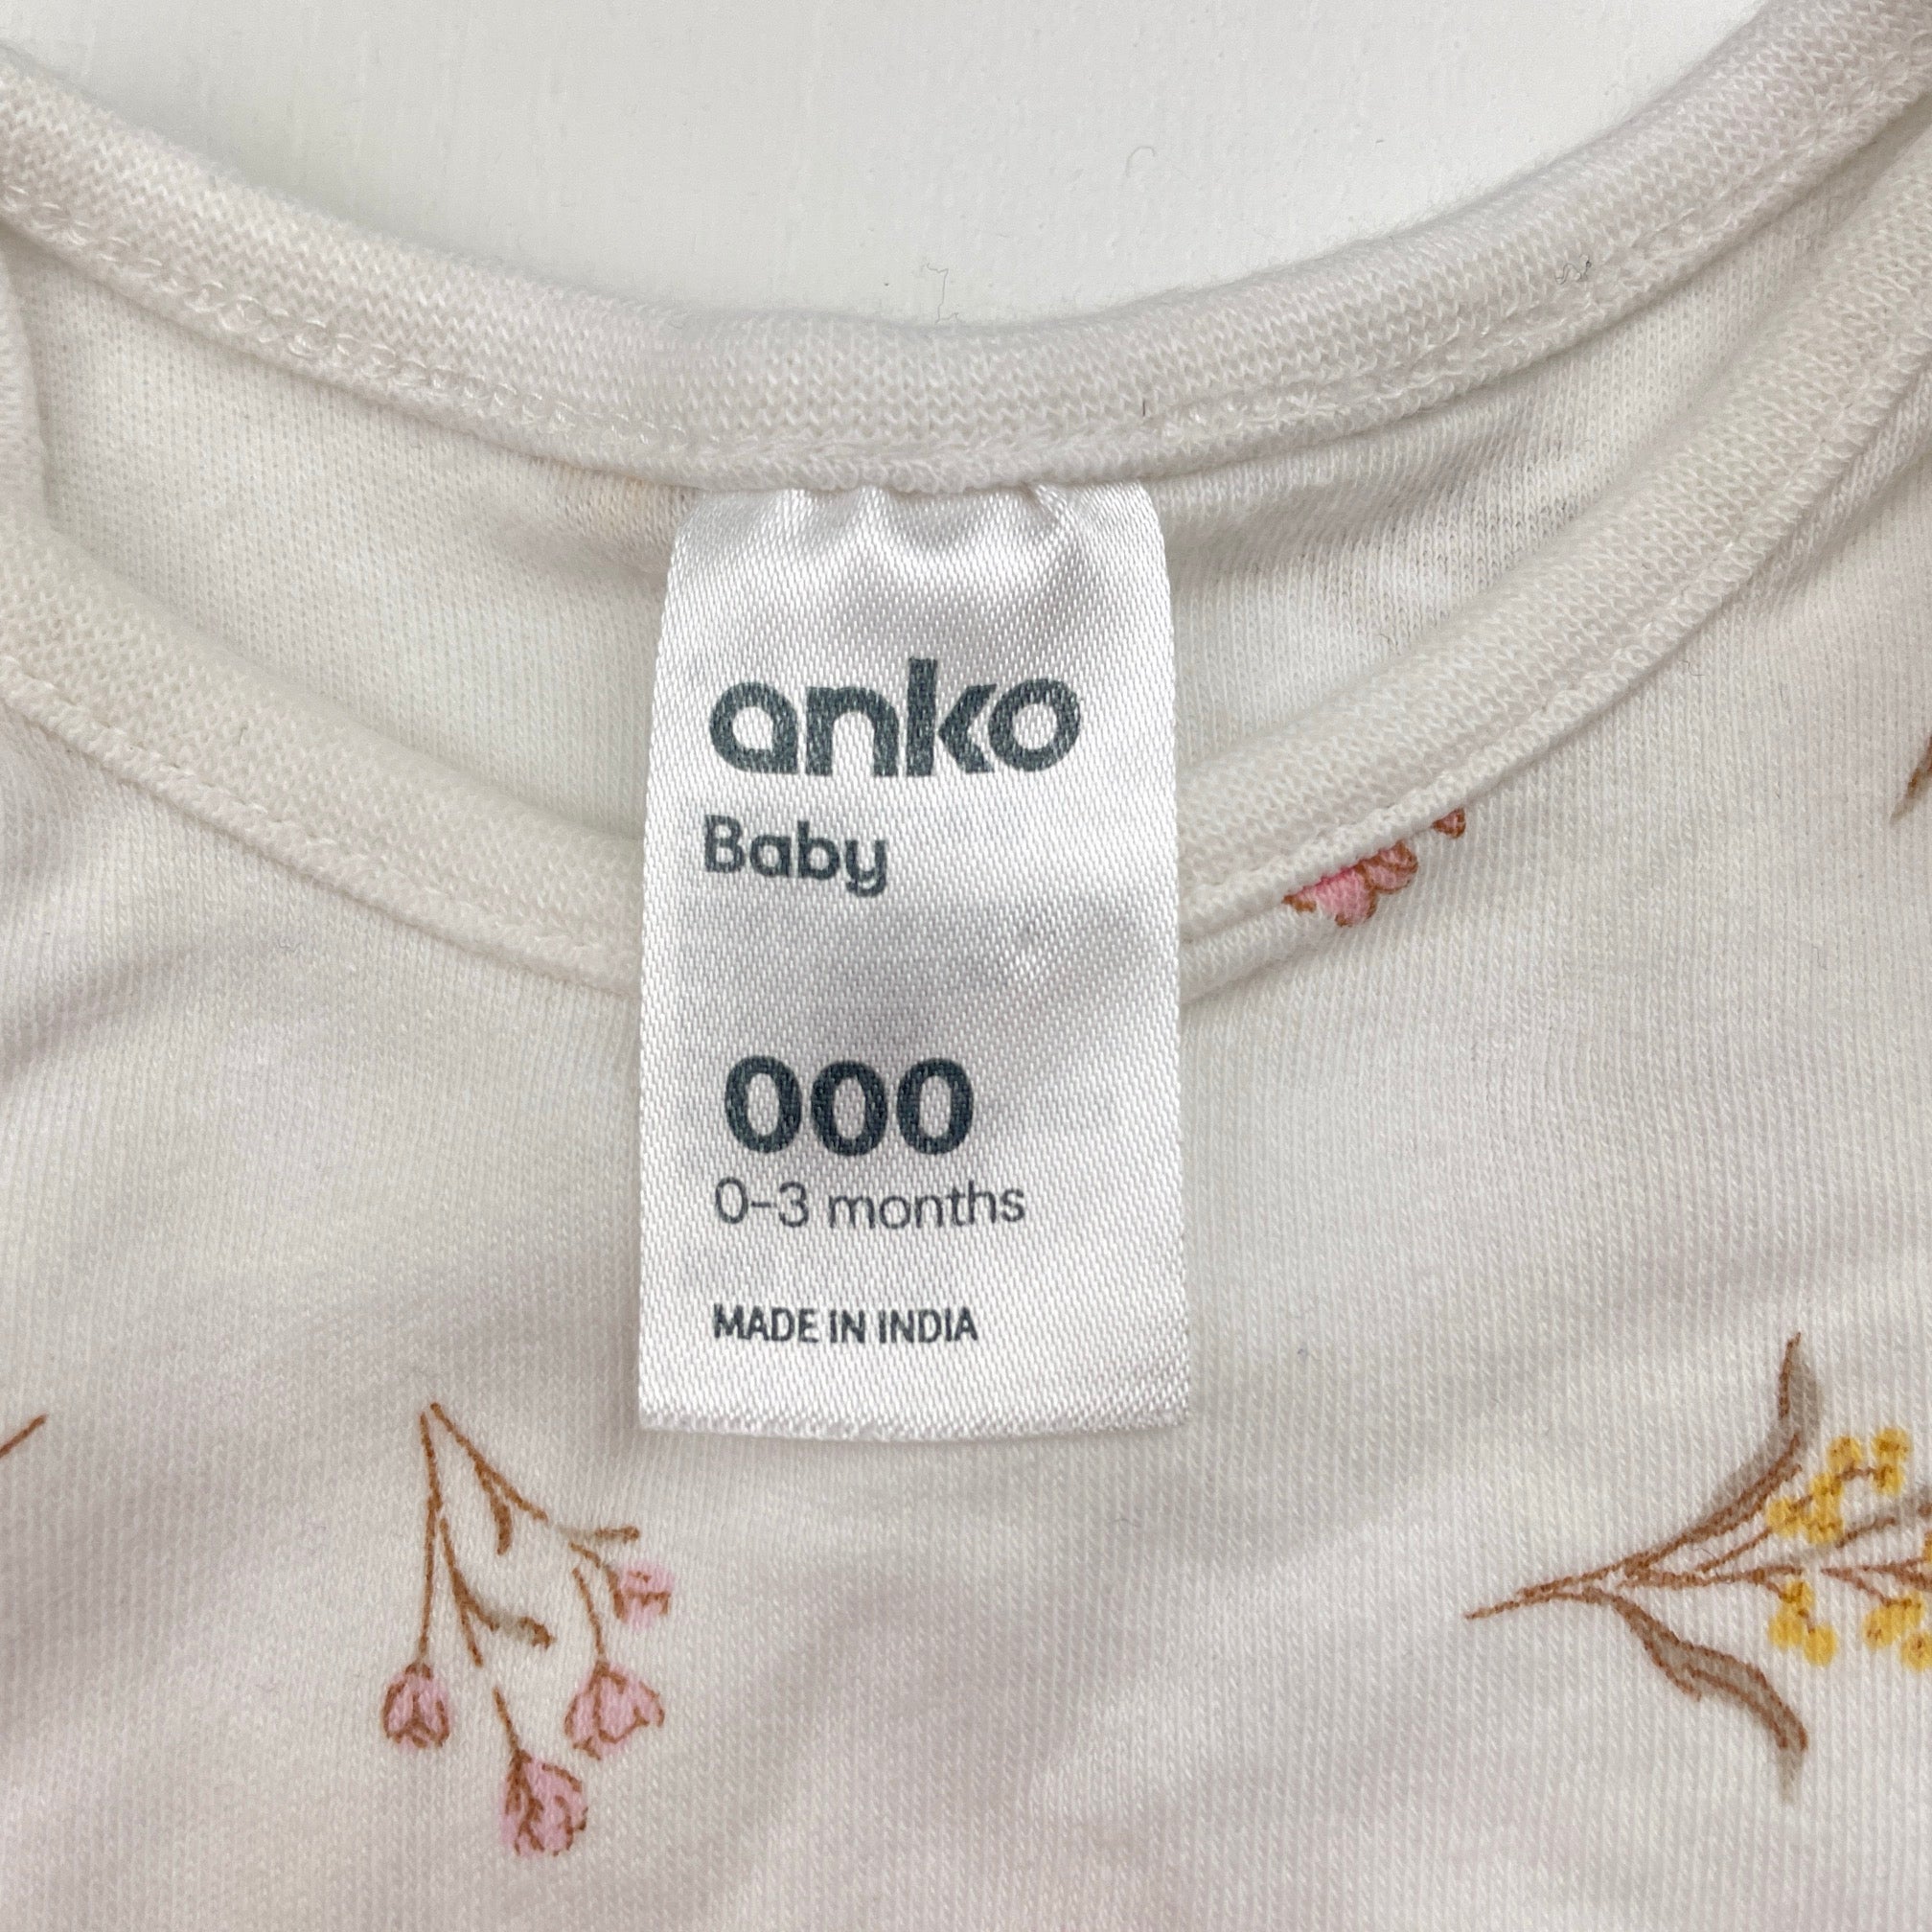 anko
Baby
000
0-3 months
MADE IN INDIA